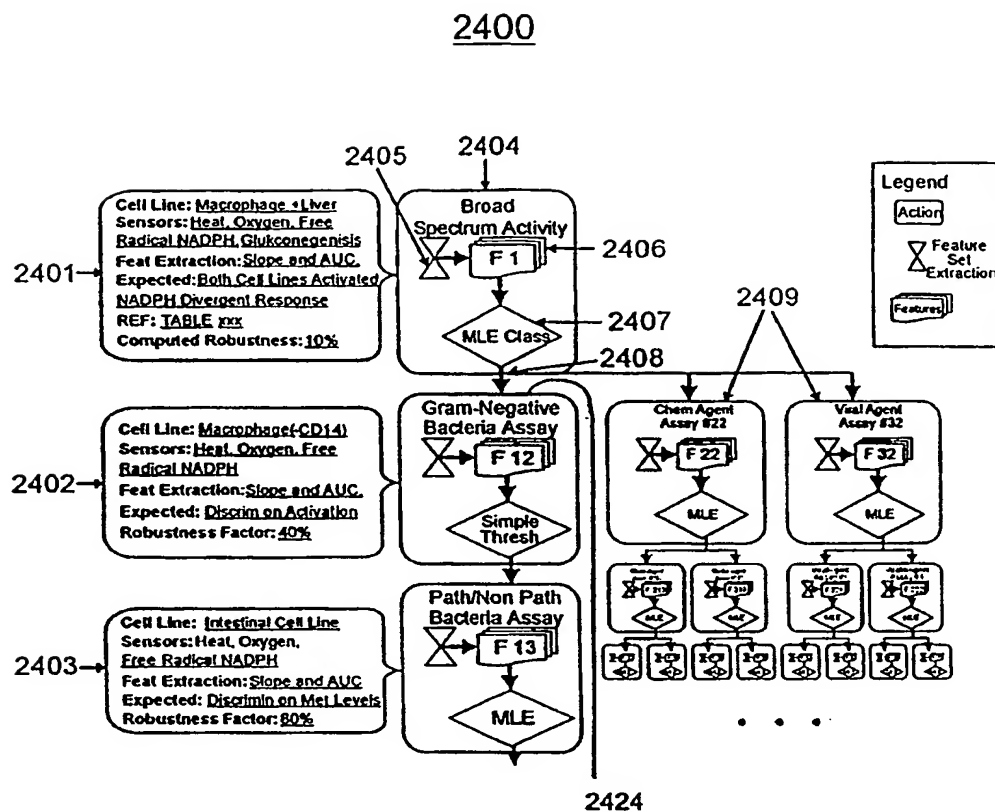 2400
2405
2404
2401
Cell Line: Macrophage +Liver
Sensors: Heat, Oxygen, Free
Radical NADPH, Glukconegenisis
Feat Extraction: Slope and AUC.
Expected: Both Cell Lines Activated
NADPH Divergent Response
REF: TABLE xxx
Computed Robustness: 10%
Broad
Spectrum Activity
F 1
MLE Class
2406
2407
2408
2409
Legend
Action
Feature
Set
Extraction
Features
2402
Cell Line: Macrophage(-CD14)
Sensors: Heat, Oxygen, Free
Radical NADPH
Feat Extraction: Slope and AUC.
Expected: Discrim on Activation
Robustness Factor: 40%
Gram-Negative
Bacteria Assay
F 12
Simple
Thresh
Chem Agent
Assay #22
F 22
MLE
Viral Agent
Assay #32
F 32
MLE
2403
Cell Line: Intestinal Cell Line
Sensors: Heat, Oxygen,
Free Radical NADPH
Feat Extraction: Slope and AUC
Expected: Discrimin on Met Levels
Robustness Factor: 80%
Path/Non Path
Bacteria Assay
F 13
MLE
MLE
MLE
MLE
MLE
2424